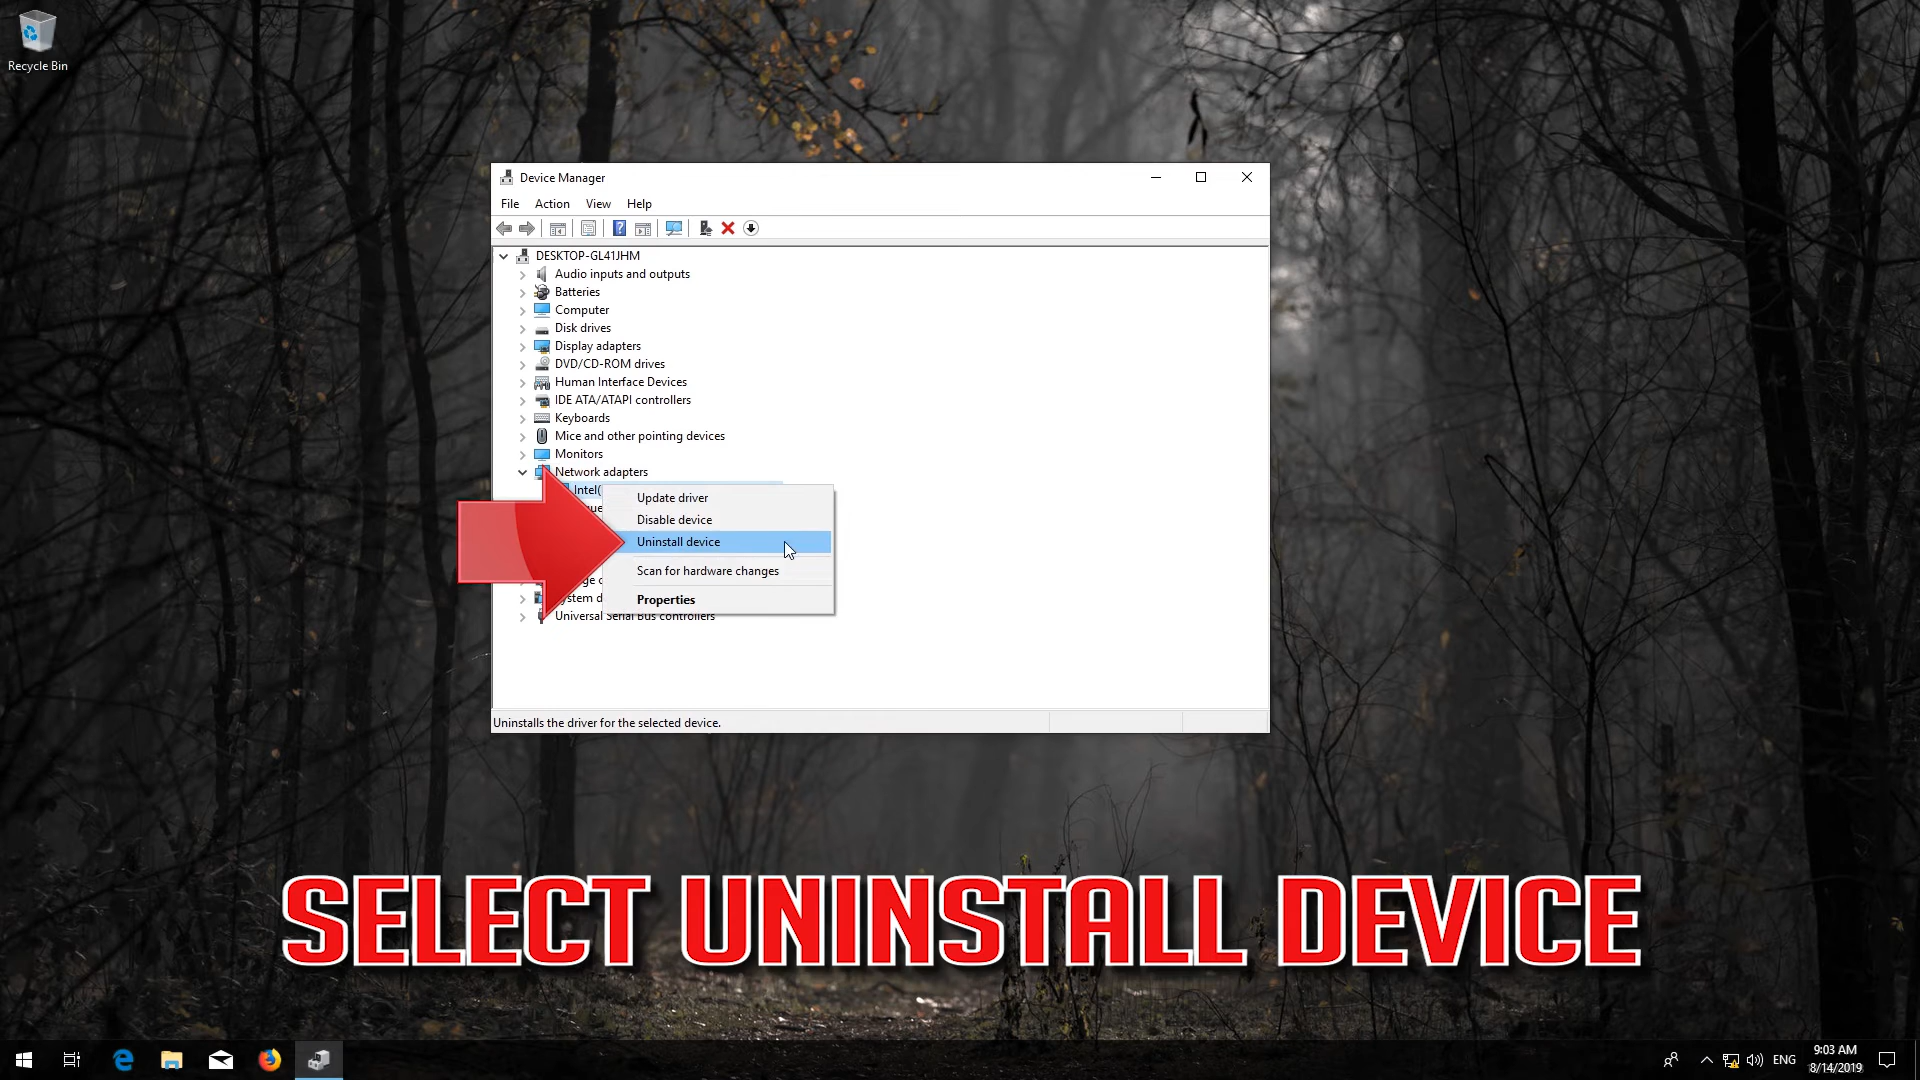 Recycle Bin
Device Manager
File Action View Help
DESKTOP-GL41JHM
Audio inputs and outputs
Batteries
Computer
Disk drives
Display adapters
DVD/CD-ROM drives
Human Interface Devices
IDE ATA/ATAPI controllers
Keyboards
Mice and other pointing devices
Monitors
Network adapters
Intel(
Update driver
Disable device
Uninstall device
Scan for hardware changes
Properties
Universal Serial Bus controllers
Uninstalls the driver for the selected device.
SELECT UNINSTALL DEVICE
ENG
9:03 AM
8/14/2019